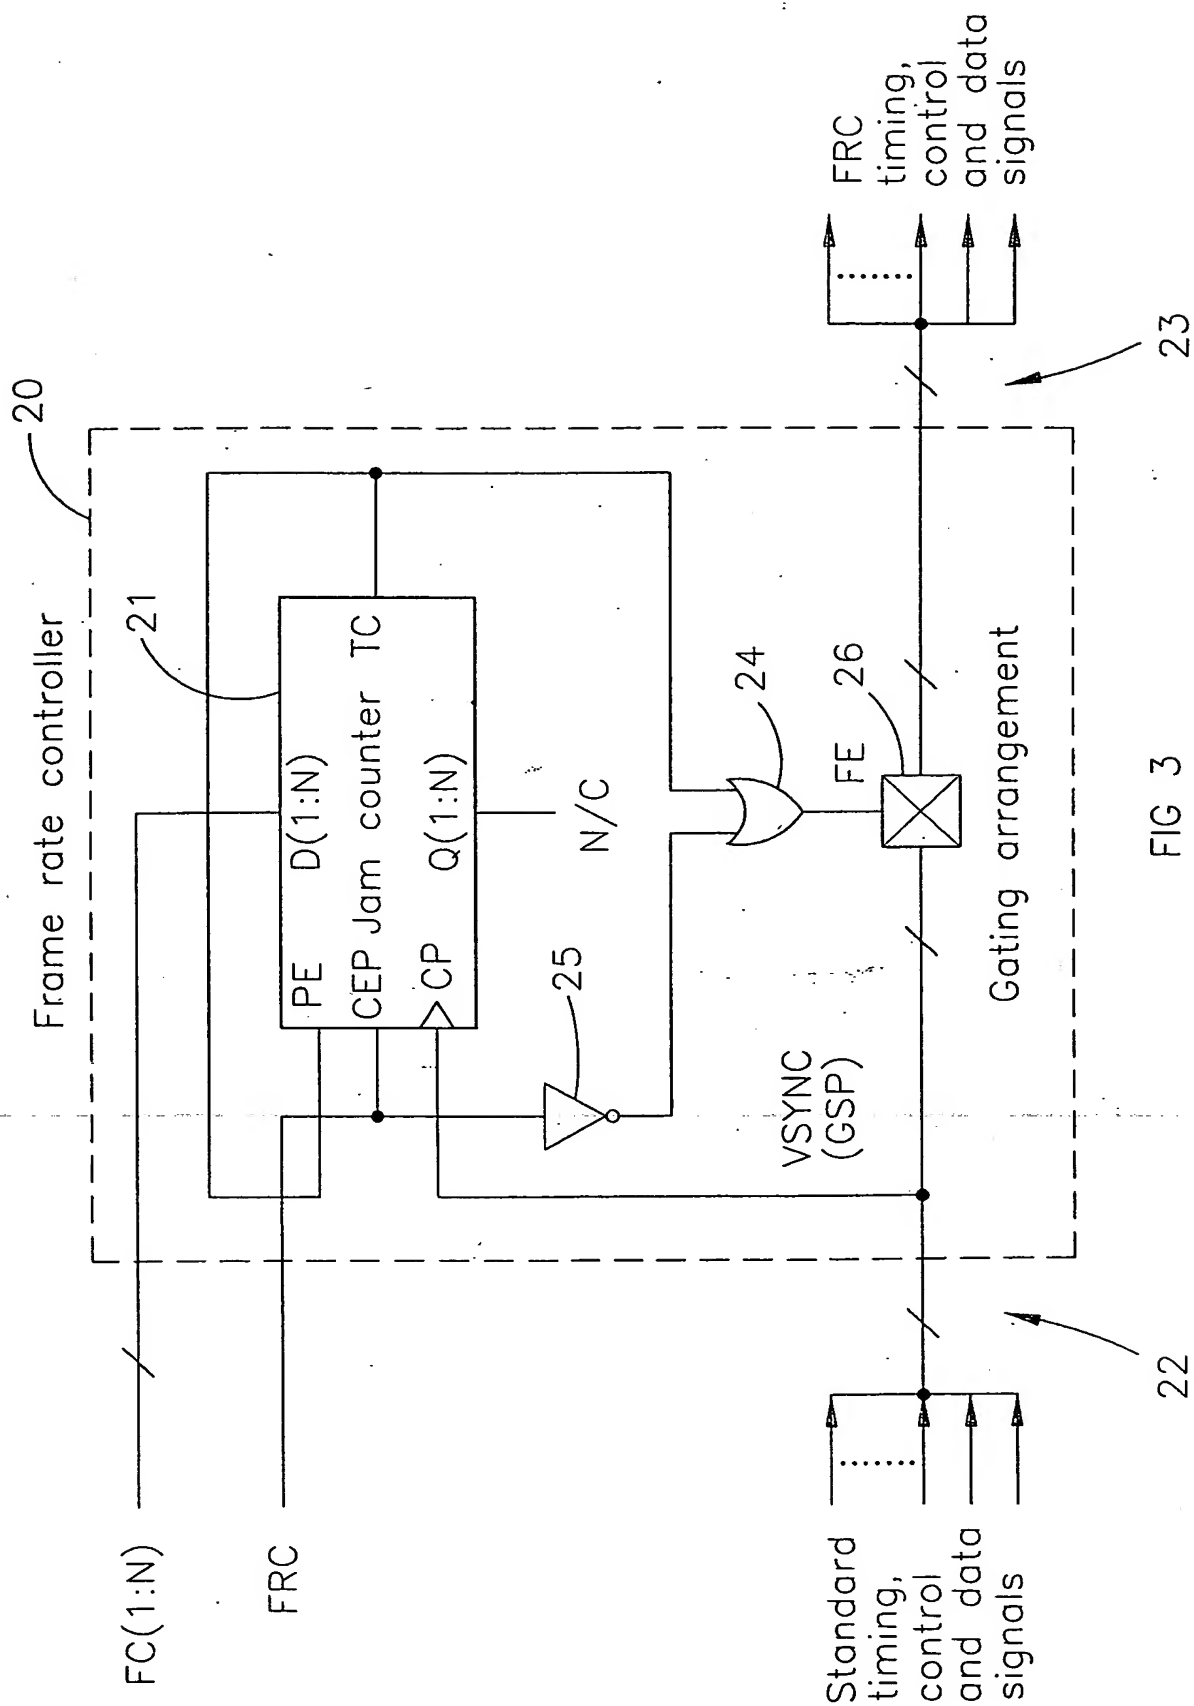 Frame rate controller
20
FC(1:N)
21
FRC
PE
D(1:N)
CEP
Jam counter
TC
CP
Q(1:N)
N/C
25
24
FE
26
VSYNC
(GSP)
Gating arrangement
Standard
timing,
control
and data
signals
22
FRC
timing,
control
and data
signals
23
FIG 3